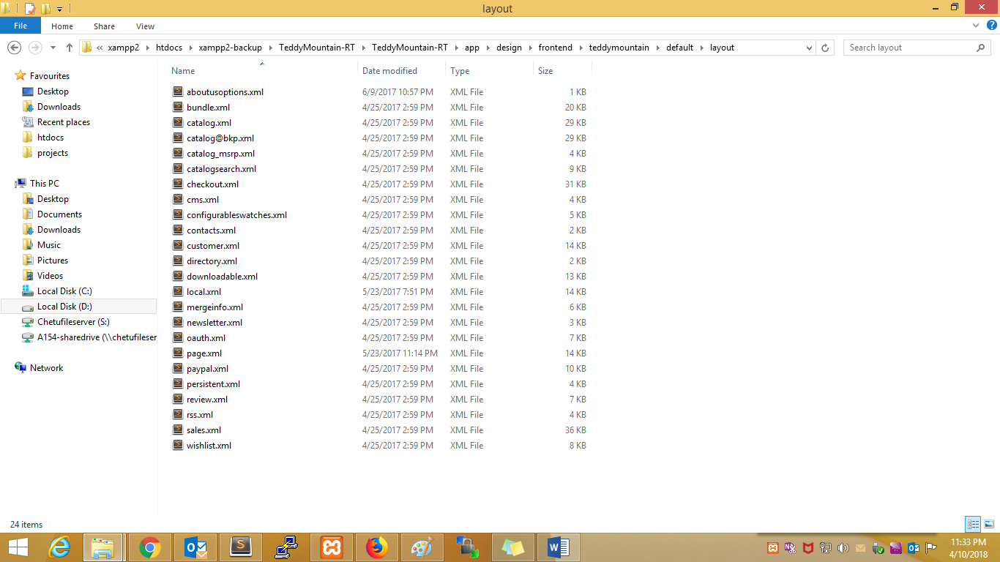 layout
File Home Share View
« xampp2 htdocs xampp2-backup TeddyMountain-RT TeddyMountain-RT app design frontend teddymountain default layout Search layout
Name Date modified Type Size
Favourites
Desktop
Downloads
Recent places
htdocs
projects
This PC
Desktop
Documents
Downloads
Music
Pictures
Videos
Local Disk (C:)
Local Disk (D:)
Chetufileserver (S:)
A154-sharedrive (\\chetufileser
Network
aboutusoptions.xml 6/9/2017 10:57 PM XML File 1 KB
bundle.xml 4/25/2017 2:59 PM XML File 20 KB
catalog.xml 4/25/2017 2:59 PM XML File 29 KB
catalog@bkp.xml 4/25/2017 2:59 PM XML File 29 KB
catalog_msrp.xml 4/25/2017 2:59 PM XML File 4 KB
catalogsearch.xml 4/25/2017 2:59 PM XML File 9 KB
checkout.xml 4/25/2017 2:59 PM XML File 31 KB
cms.xml 4/25/2017 2:59 PM XML File 4 KB
configurableswatches.xml 4/25/2017 2:59 PM XML File 5 KB
contacts.xml 4/25/2017 2:59 PM XML File 2 KB
customer.xml 4/25/2017 2:59 PM XML File 14 KB
directory.xml 4/25/2017 2:59 PM XML File 2 KB
downloadable.xml 4/25/2017 2:59 PM XML File 13 KB
local.xml 5/23/2017 7:51 PM XML File 14 KB
mergeinfo.xml 4/25/2017 2:59 PM XML File 6 KB
newsletter.xml 4/25/2017 2:59 PM XML File 3 KB
oauth.xml 4/25/2017 2:59 PM XML File 7 KB
page.xml 5/23/2017 11:14 PM XML File 14 KB
paypal.xml 4/25/2017 2:59 PM XML File 10 KB
persistent.xml 4/25/2017 2:59 PM XML File 4 KB
review.xml 4/25/2017 2:59 PM XML File 7 KB
rss.xml 4/25/2017 2:59 PM XML File 4 KB
sales.xml 4/25/2017 2:59 PM XML File 36 KB
wishlist.xml 4/25/2017 2:59 PM XML File 8 KB
24 items
11:33 PM
4/10/2018